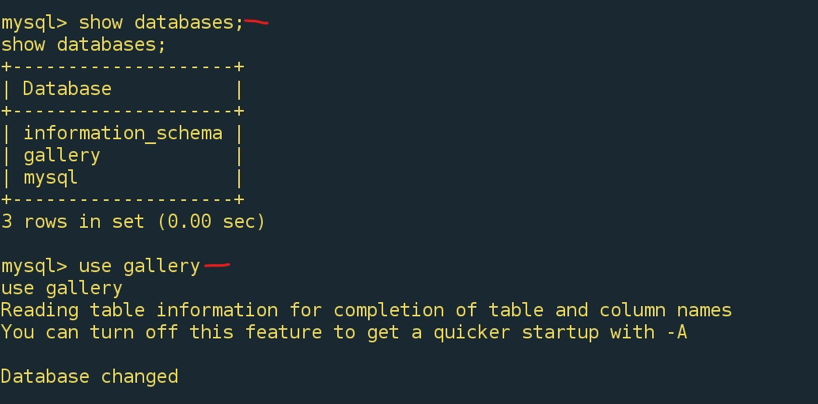 mysql> show databases;
show databases;
+--------------------+
| Database           |
+--------------------+
| information_schema |
| gallery            |
| mysql              |
+--------------------+
3 rows in set (0.00 sec)
mysql> use gallery
use gallery
Reading table information for completion of table and column names
You can turn off this feature to get a quicker startup with -A
Database changed